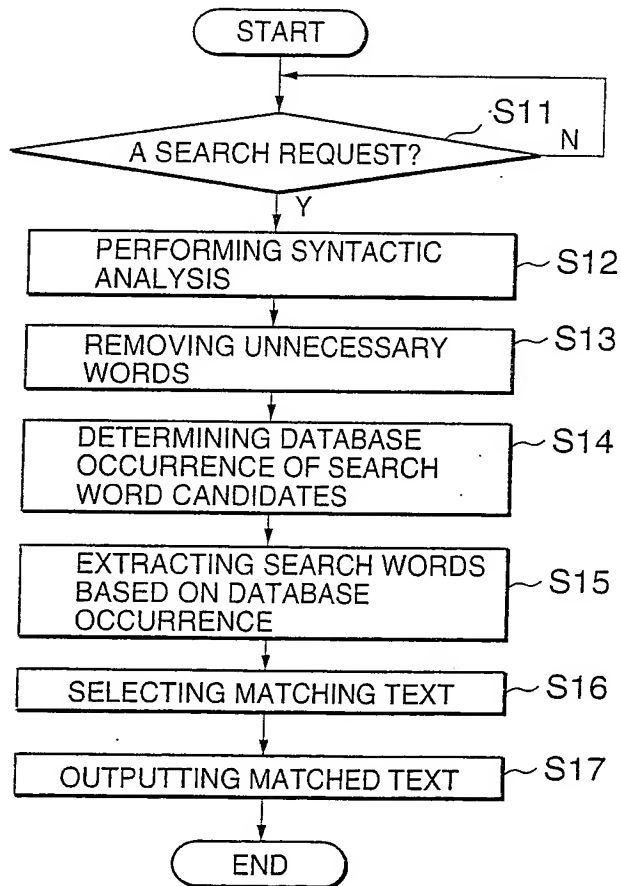 START
S11
A SEARCH REQUEST?
N
Y
PERFORMING SYNTACTIC
ANALYSIS
S12
REMOVING UNNECESSARY
WORDS
S13
DETERMINING DATABASE
OCCURRENCE OF SEARCH
WORD CANDIDATES
S14
EXTRACTING SEARCH WORDS
BASED ON DATABASE
OCCURRENCE
S15
SELECTING MATCHING TEXT
S16
OUTPUTTING MATCHED TEXT
S17
END